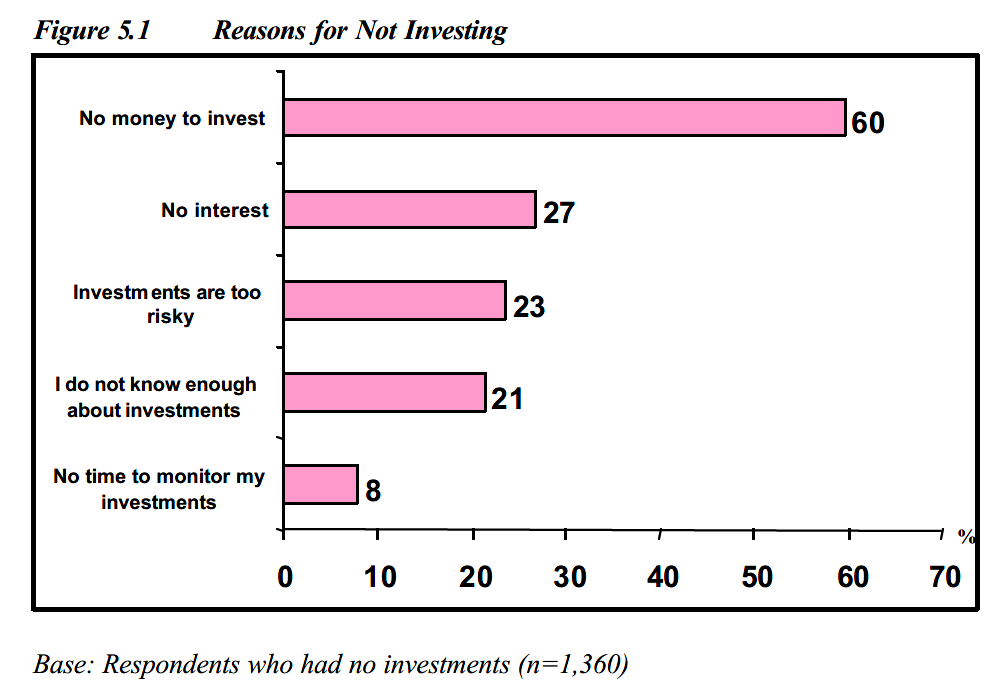 Figure 5.1 Reasons for Not Investing
No money to invest
60
No interest
27
Investments are too
risky
23
I do not know enough
about investments
21
No time to monitor my
investments
8
%
0 10 20 30 40 50 60 70
Base: Respondents who had no investments (n=1,360)